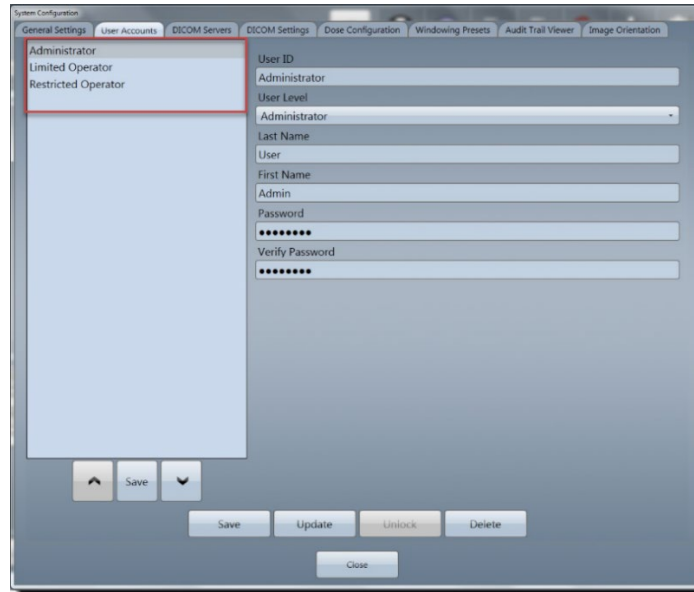 System Configuration
General Settings User Accounts DICOM Servers DICOM Settings Dose Configuration Windowing Presets Audit Trail Viewer Image Orientation
Administrator
Limited Operator
Restricted Operator
User ID
Administrator
User Level
Administrator
Last Name
User
First Name
Admin
Password
••••••••
Verify Password
••••••••
Save
Save Update Unlock Delete
Close